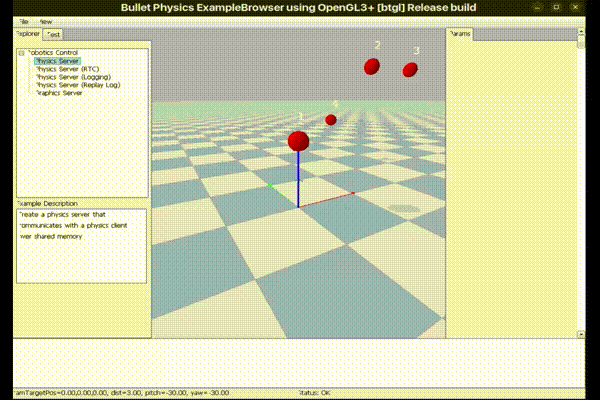 Bullet Physics ExampleBrowser using OpenGL3+ [btgl] Release build
File View
Explorer Test Params
Robotics Control
Physics Server
Physics Server (RTC)
Physics Server (Logging)
Physics Server (Replay Log)
Graphics Server
Example Description
Create a physics server that
communicates with a physics client
over shared memory
2
3
4
1
camTargetPos=0.00,0.00,0.00, dist=3.00, pitch=-30.00, yaw=-30.00 Status: OK